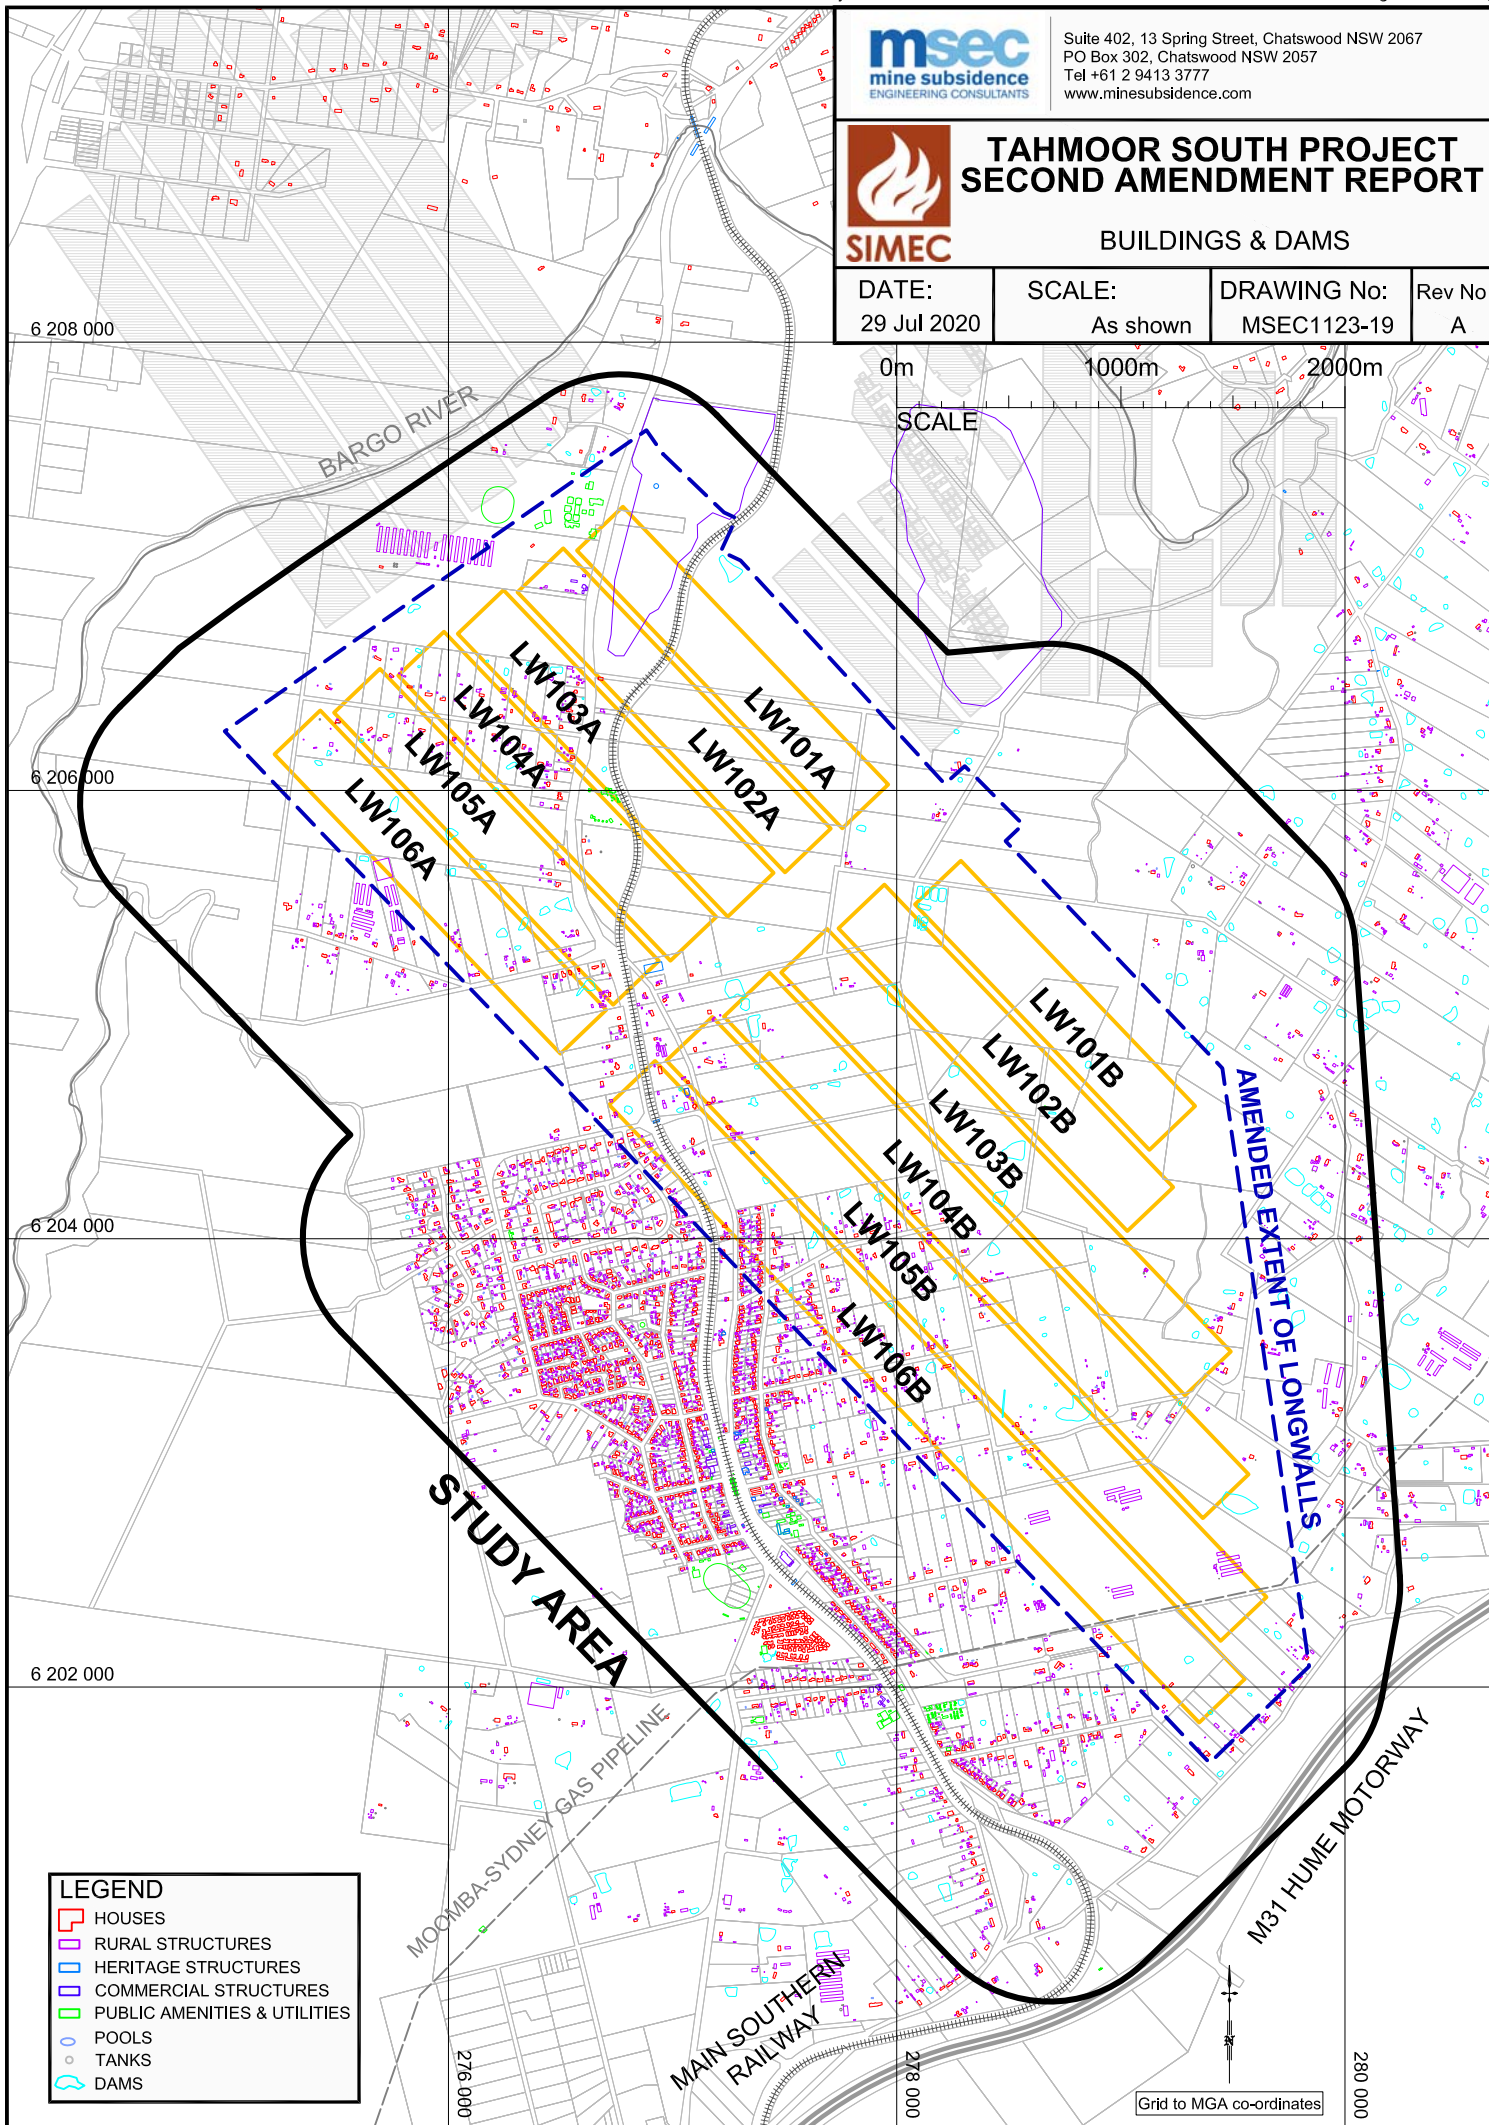 msec
mine subsidence
ENGINEERING CONSULTANTS
Suite 402, 13 Spring Street, Chatswood NSW 2067
PO Box 302, Chatswood NSW 2057
Tel +61 2 9413 3777
www.minesubsidence.com
SIMEC
TAHMOOR SOUTH PROJECT
SECOND AMENDMENT REPORT
BUILDINGS & DAMS
DATE:
29 Jul 2020
SCALE:
As shown
DRAWING No:
MSEC1123-19
Rev No
A
6 208 000
0m
1000m
2000m
SCALE
BARGO RIVER
LW101A
LW102A
LW103A
LW104A
LW105A
LW106A
6 206 000
LW101B
LW102B
LW103B
LW104B
LW105B
LW106B
AMENDED EXTENT OF LONGWALLS
6 204 000
STUDY AREA
6 202 000
MOOMBA-SYDNEY GAS PIPELINE
M31 HUME MOTORWAY
MAIN SOUTHERN
RAILWAY
LEGEND
HOUSES
RURAL STRUCTURES
HERITAGE STRUCTURES
COMMERCIAL STRUCTURES
PUBLIC AMENITIES & UTILITIES
POOLS
TANKS
DAMS
276 000
278 000
280 000
N
Grid to MGA co-ordinates